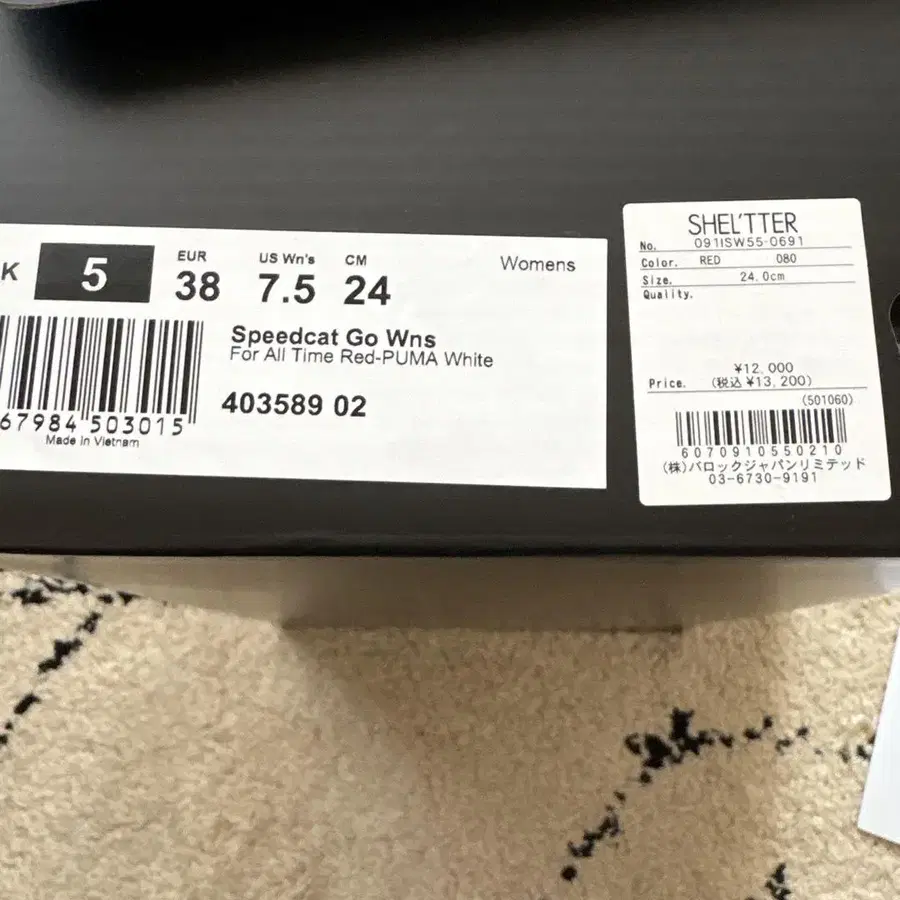 K 5
EUR 38
US Wn's 7.5
CM 24
Womens
Speedcat Go Wns
For All Time Red-PUMA White
403589 02
67984 503015
Made in Vietnam
SHEL'TTER
No. 091ISW55-0691
Color. RED 080
Size. 24.0cm
Quality.
¥12,000
Price. (税込 ¥13,200)
(501060)
6070910550210
(株)バロックジャパンリミテッド
03-6730-9191